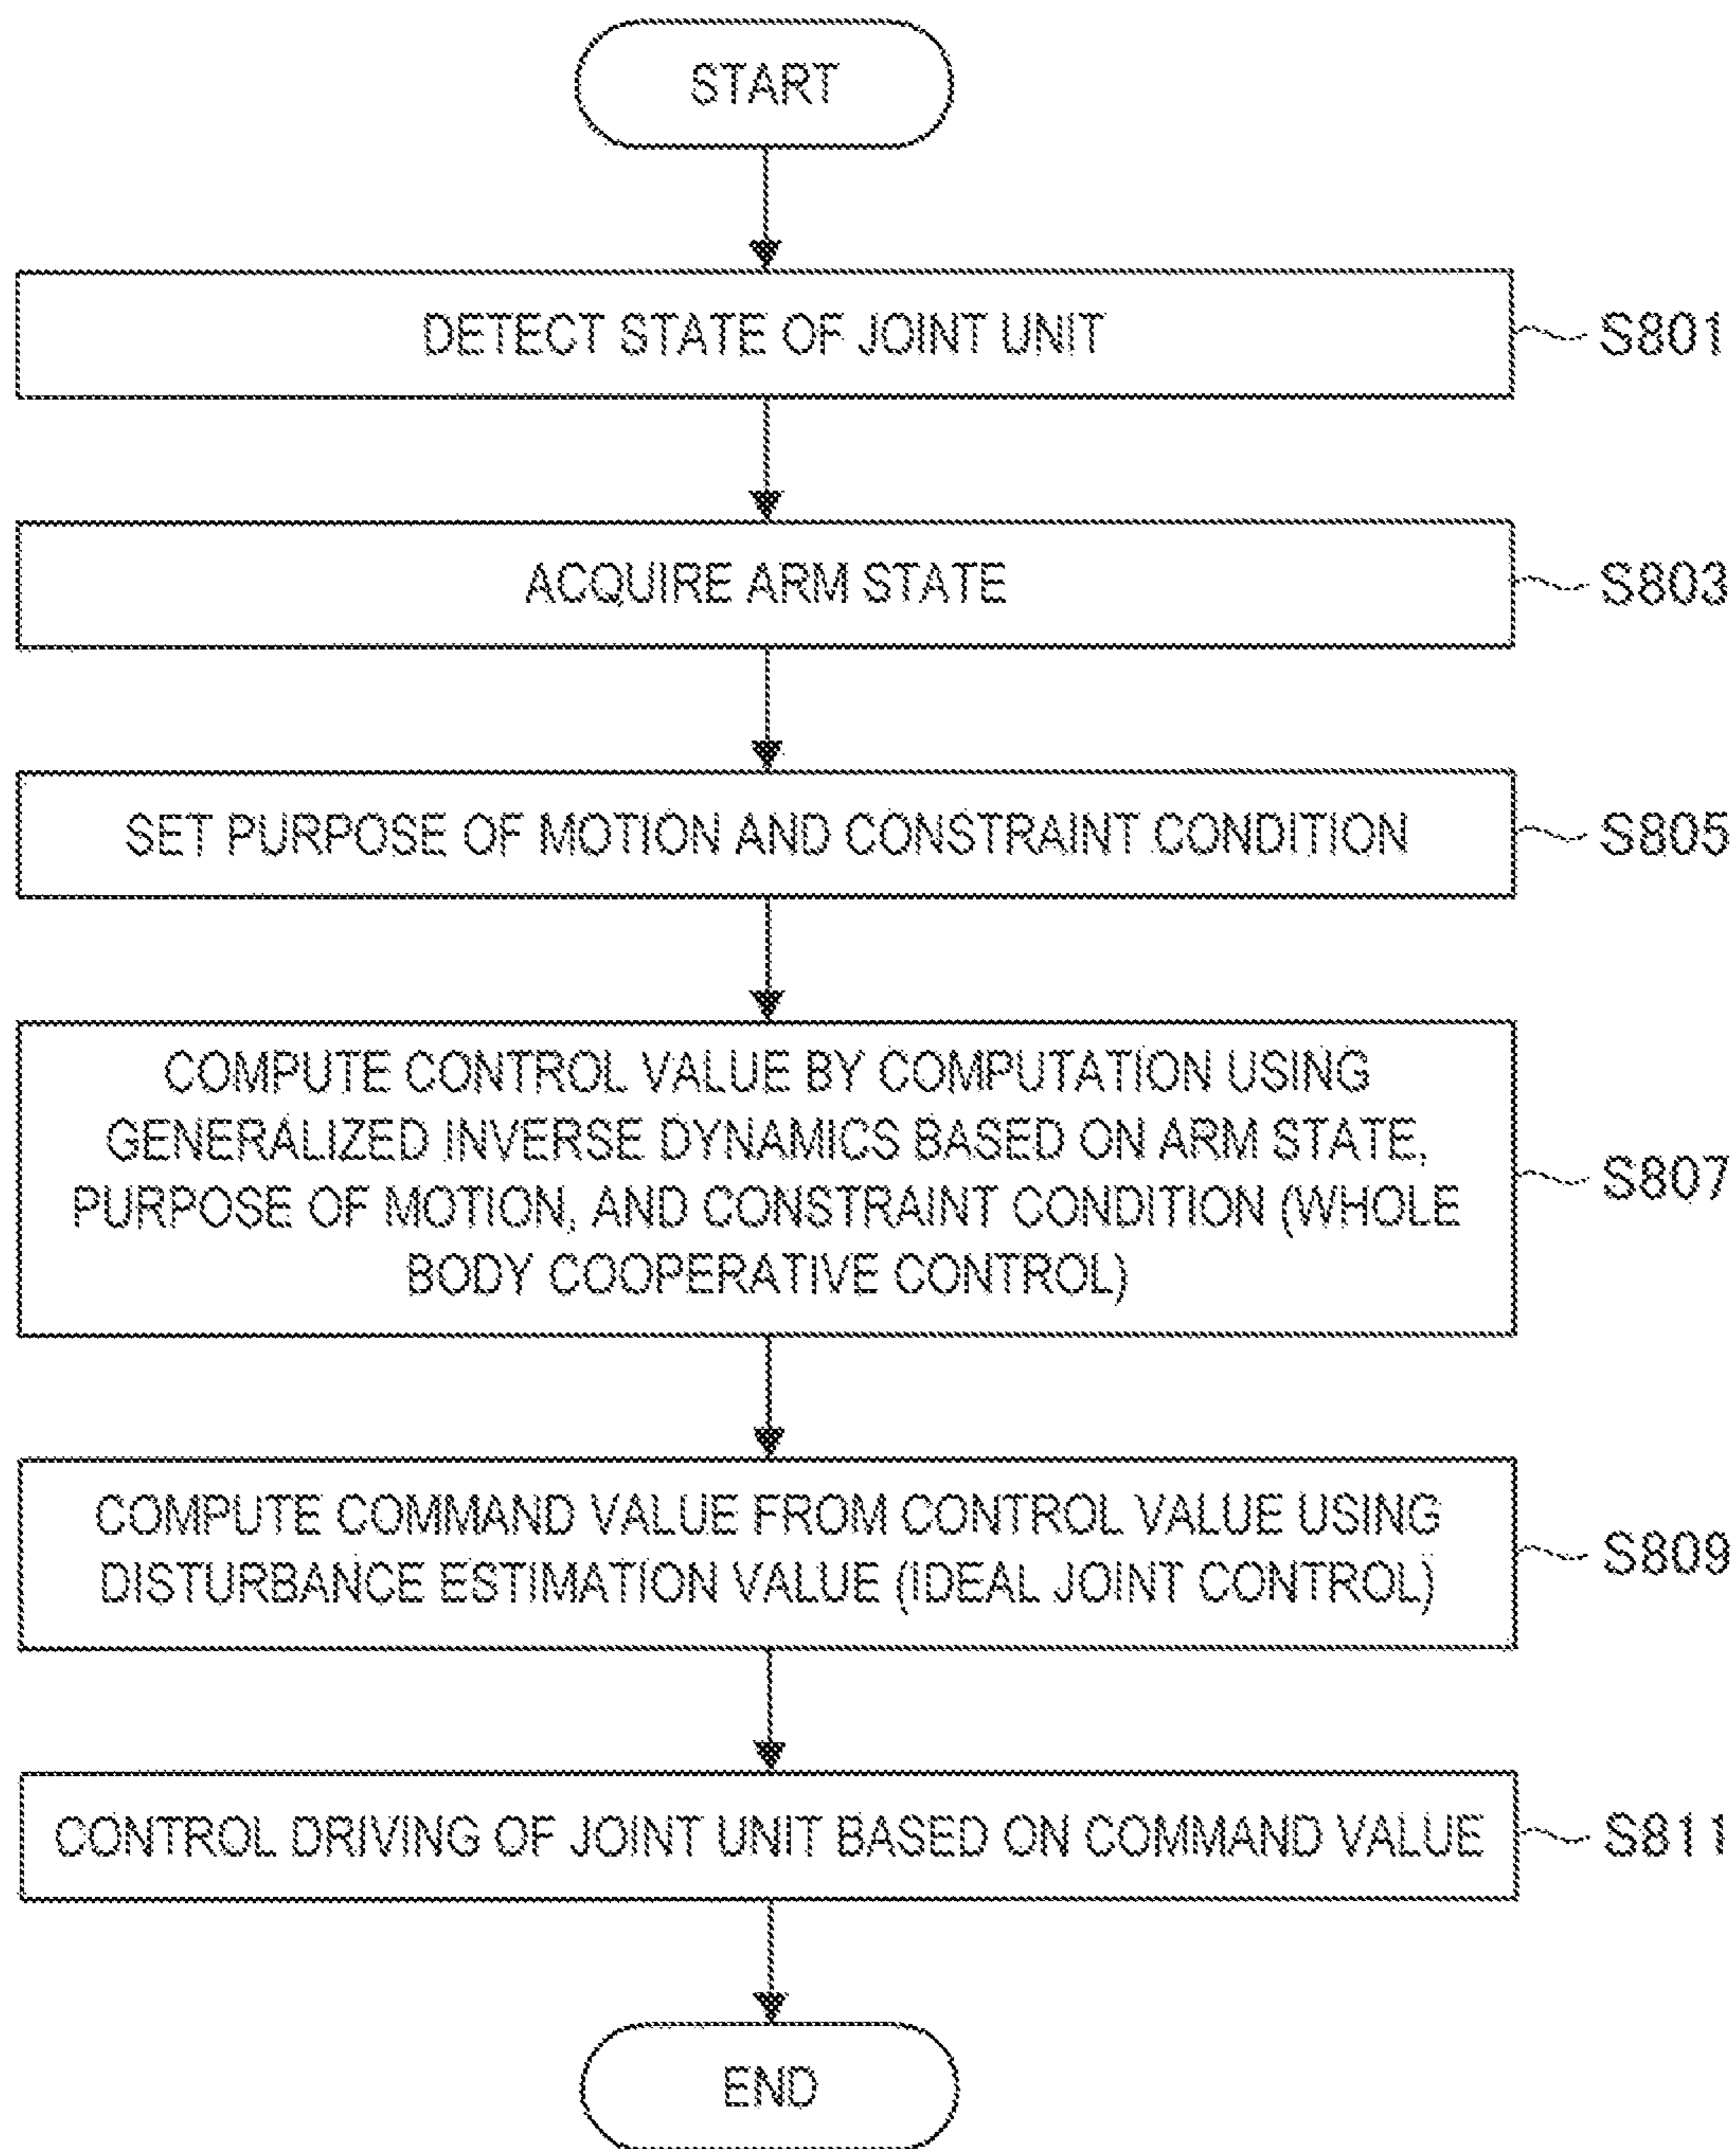 START
DETECT STATE OF JOINT UNIT
S801
ACQUIRE ARM STATE
S803
SET PURPOSE OF MOTION AND CONSTRAINT CONDITION
S805
COMPUTE CONTROL VALUE BY COMPUTATION USING
GENERALIZED INVERSE DYNAMICS BASED ON ARM STATE,
PURPOSE OF MOTION, AND CONSTRAINT CONDITION (WHOLE
BODY COOPERATIVE CONTROL)
S807
COMPUTE COMMAND VALUE FROM CONTROL VALUE USING
DISTURBANCE ESTIMATION VALUE (IDEAL JOINT CONTROL)
S809
CONTROL DRIVING OF JOINT UNIT BASED ON COMMAND VALUE
S811
END